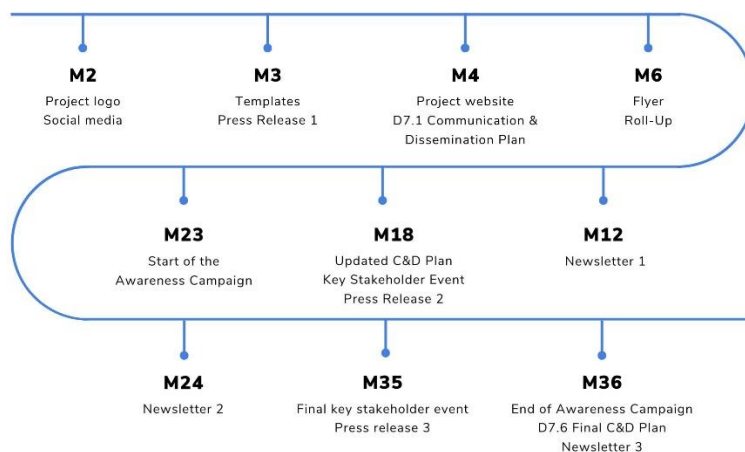 M2
Project logo
Social media
M3
Templates
Press Release 1
M4
Project website
D7.1 Communication &
Dissemination Plan
M6
Flyer
Roll-Up
M12
Newsletter 1
M18
Updated C&D Plan
Key Stakeholder Event
Press Release 2
M23
Start of the
Awareness Campaign
M24
Newsletter 2
M35
Final key stakeholder event
Press release 3
M36
End of Awareness Campaign
D7.6 Final C&D Plan
Newsletter 3